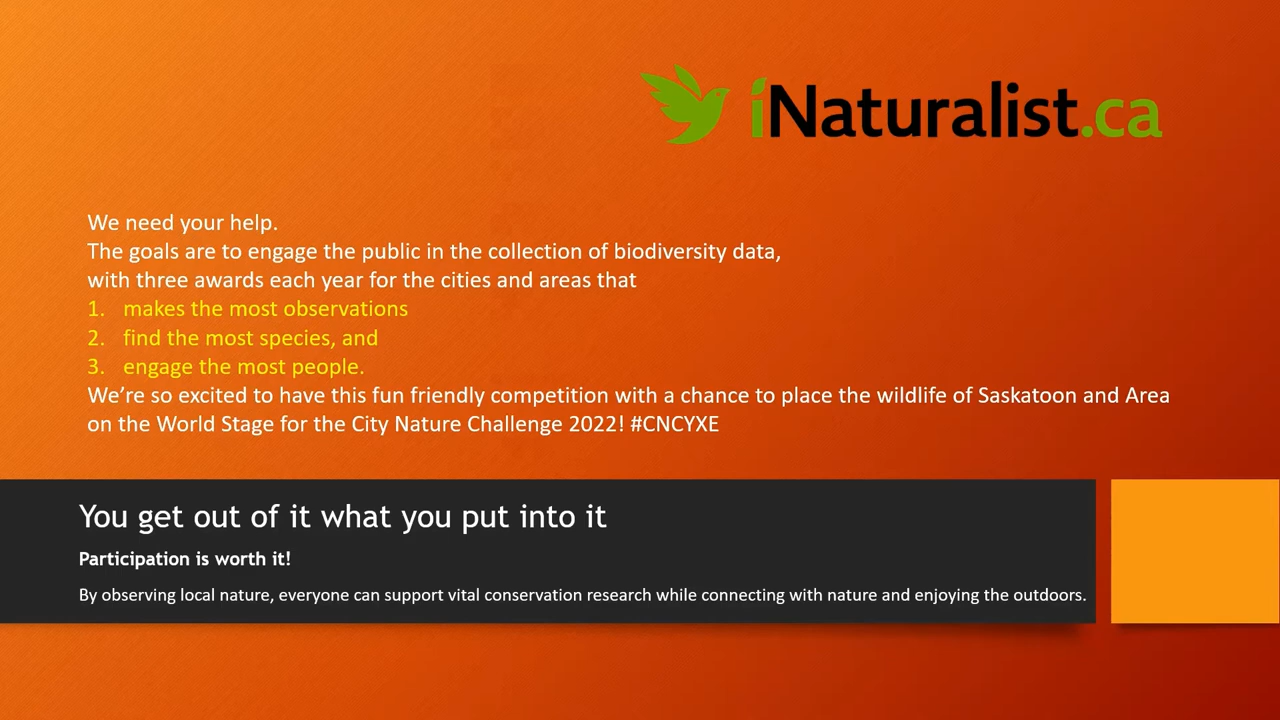 iNaturalist.ca
We need your help.
The goals are to engage the public in the collection of biodiversity data,
with three awards each year for the cities and areas that
1. makes the most observations
2. find the most species, and
3. engage the most people.
We’re so excited to have this fun friendly competition with a chance to place the wildlife of Saskatoon and Area
on the World Stage for the City Nature Challenge 2022! #CNCYXE
You get out of it what you put into it
Participation is worth it!
By observing local nature, everyone can support vital conservation research while connecting with nature and enjoying the outdoors.